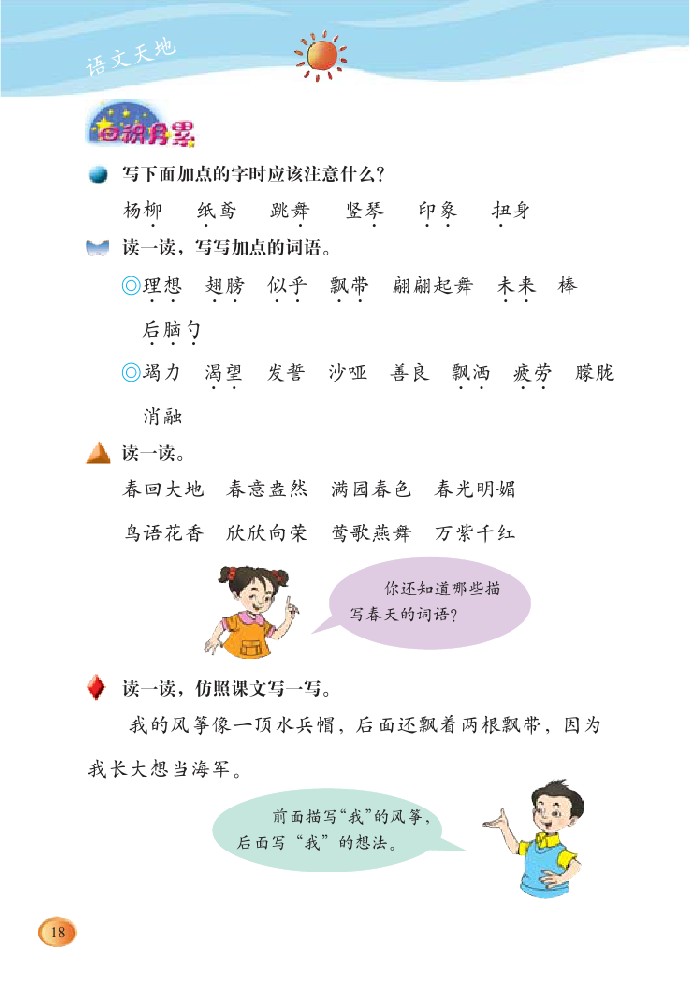 语文天地
日积月累
写下面加点的字时应该注意什么？
杨柳 纸鸢 跳舞 竖琴 印象 扭身
读一读，写写加点的词语。
◎理想 翅膀 似乎 飘带 翩翩起舞 未来 棒
后脑勺
◎竭力 渴望 发誓 沙哑 善良 飘洒 疲劳 朦胧
消融
读一读。
春回大地 春意盎然 满园春色 春光明媚
鸟语花香 欣欣向荣 莺歌燕舞 万紫千红
你还知道哪些描
写春天的词语？
读一读，仿照课文写一写。
我的风筝像一顶水兵帽，后面还飘着两根飘带，因为
我长大想当海军。
前面描写“我”的风筝，
后面写“我”的想法。
18